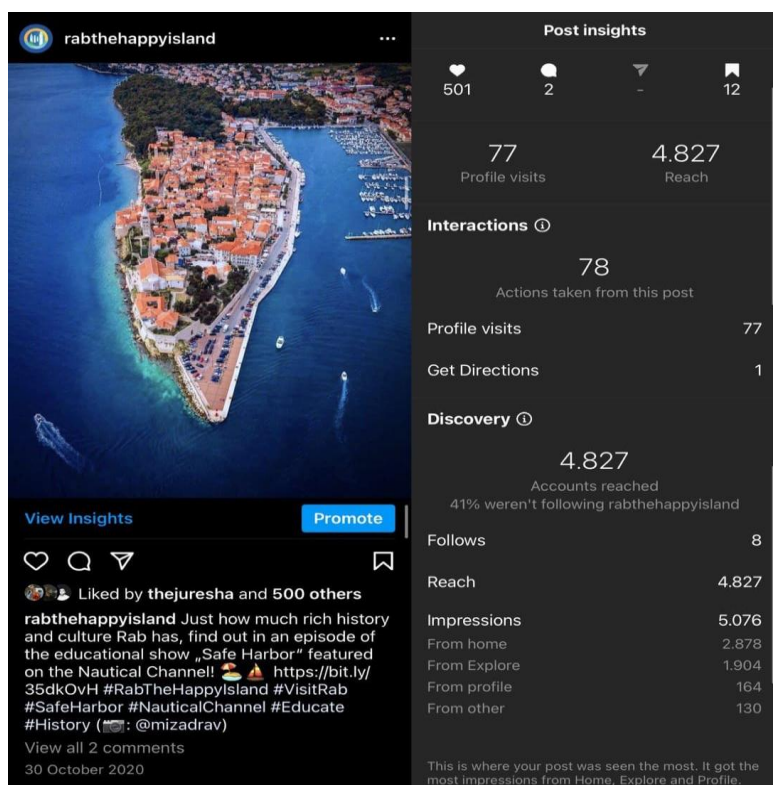 rabthehappyisland
View Insights
Promote
Liked by thejuresha and 500 others
rabthehappyisland Just how much rich history
and culture Rab has, find out in an episode of
the educational show „Safe Harbor“ featured
on the Nautical Channel! 🏖️⛵ https://bit.ly/
35dkOvH #RabTheHappyIsland #VisitRab
#SafeHarbor #NauticalChannel #Educate
#History (📷: @mizadrav)
View all 2 comments
30 October 2020
Post insights
501 2 - 12
77 4.827
Profile visits Reach
Interactions
78
Actions taken from this post
Profile visits 77
Get Directions 1
Discovery
4.827
Accounts reached
41% weren't following rabthehappyisland
Follows 8
Reach 4.827
Impressions 5.076
From home 2.878
From Explore 1.904
From profile 164
From other 130
This is where your post was seen the most. It got the
most impressions from Home, Explore and Profile.